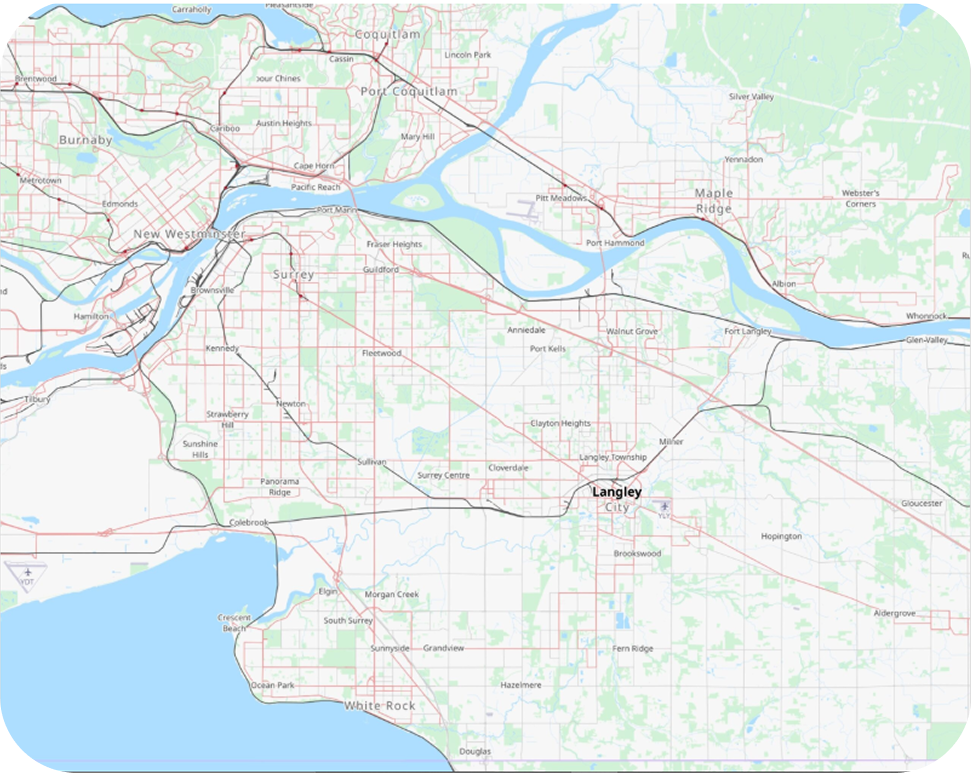 Carraholly
Pleasantside
Coquitlam
Cassin
Lincoln Park
Brentwood
bour Chines
Port Coquitlam
Silver Valley
Burnaby
Cariboo
Austin Heights
Mary Hill
Cape Horn
Yennadon
Metrotown
Pacific Reach
Edmonds
Pitt Meadows
Maple
Ridge
Webster's
Corners
Port Mann
New Westminster
Fraser Heights
Port Hammond
Ru
Surrey
Guildford
nd
Brownsville
Albion
Hamilton
Whonnock
Annieday
Walnut Grove
Fort Langley
Glen Valley
Kennedy
Fleetwood
Port Kells
ls
Tilbury
Newton
Strawberry
Hill
Clayton Heights
Sunshine
Hills
Milner
Sullivan
Langley Township
Surrey Centre
Cloverdale
Panorama
Ridge
Langley
City
YLY
Gloucester
Colebrook
Hopington
Brookswood
YDT
Elgin
Morgan Creek
Aldergrove
Crescent
Beach
South Surrey
Sunnyside
Grandview
Fern Ridge
Ocean Park
Hazelmere
White Rock
Douglas